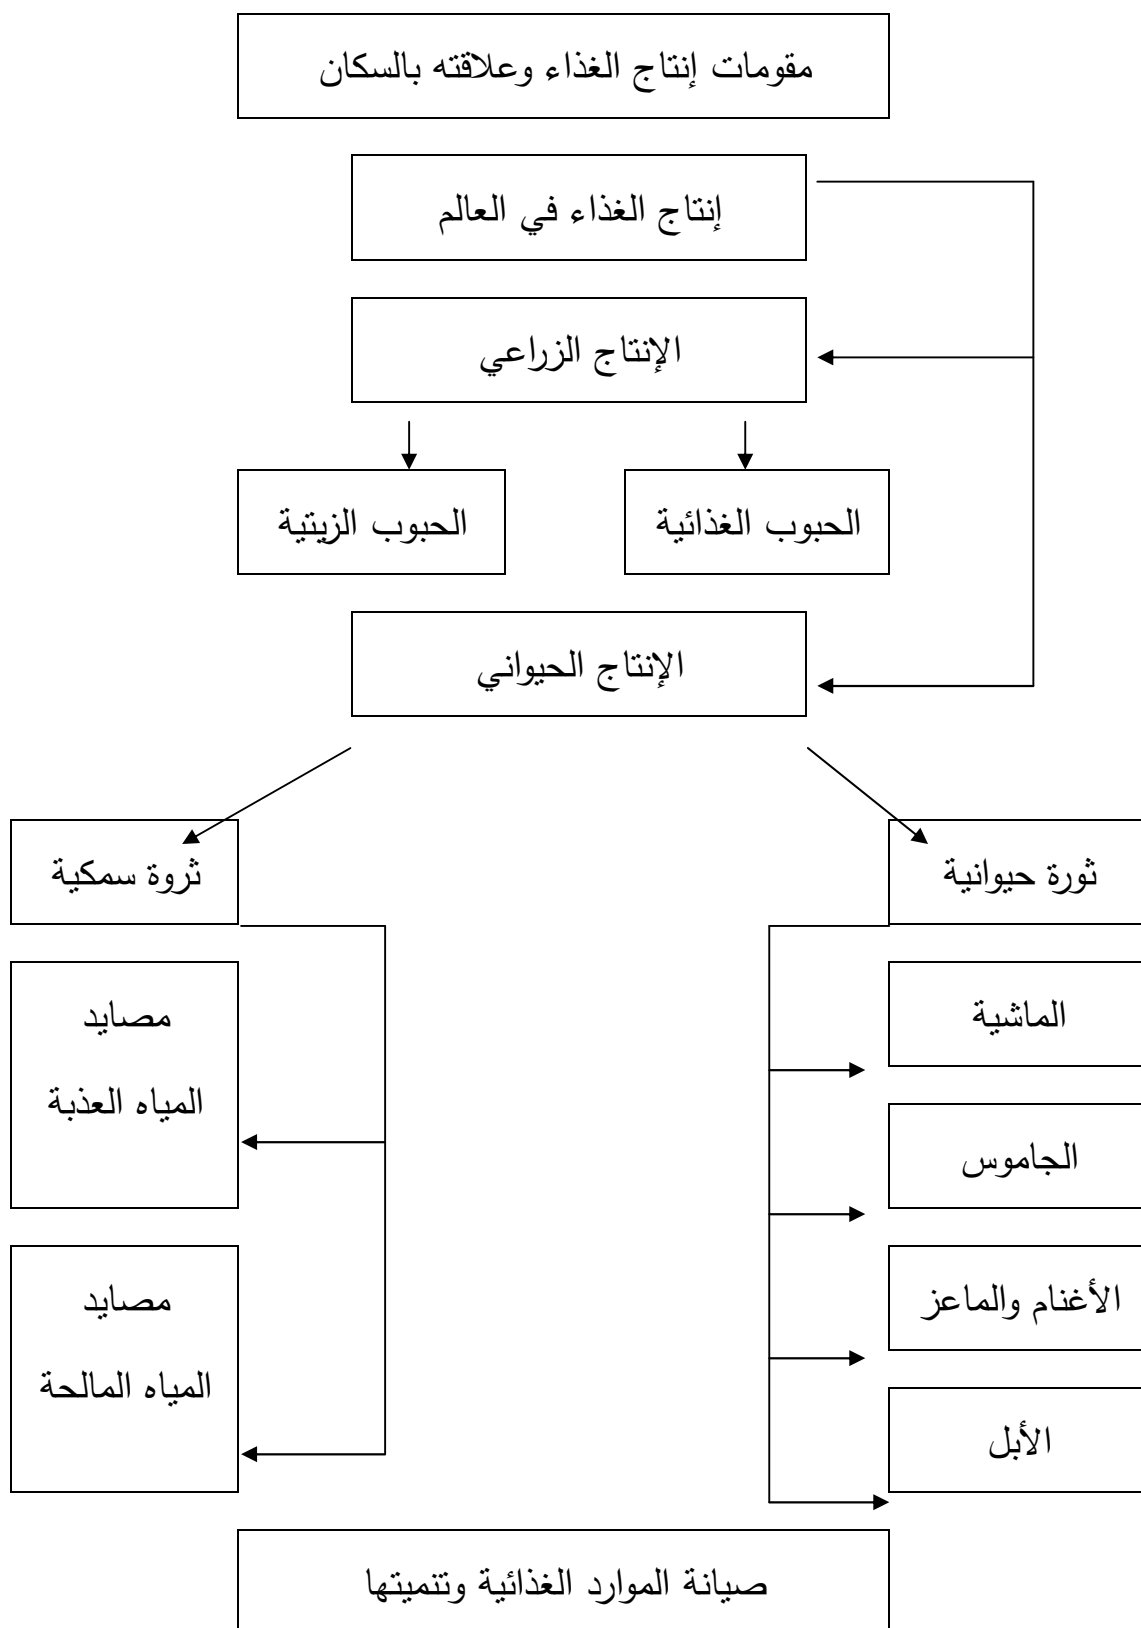 مقومات إنتاج الغذاء وعلاقته بالسكان
إنتاج الغذاء في العالم
الإنتاج الزراعي
الحبوب الغذائية
الحبوب الزيتية
الإنتاج الحيواني
ثورة حيوانية
الماشية
الجاموس
الأغنام والماعز
الأبل
ثروة سمكية
مصايد
المياه العذبة
مصايد
المياه المالحة
صيانة الموارد الغذائية وتنميتها